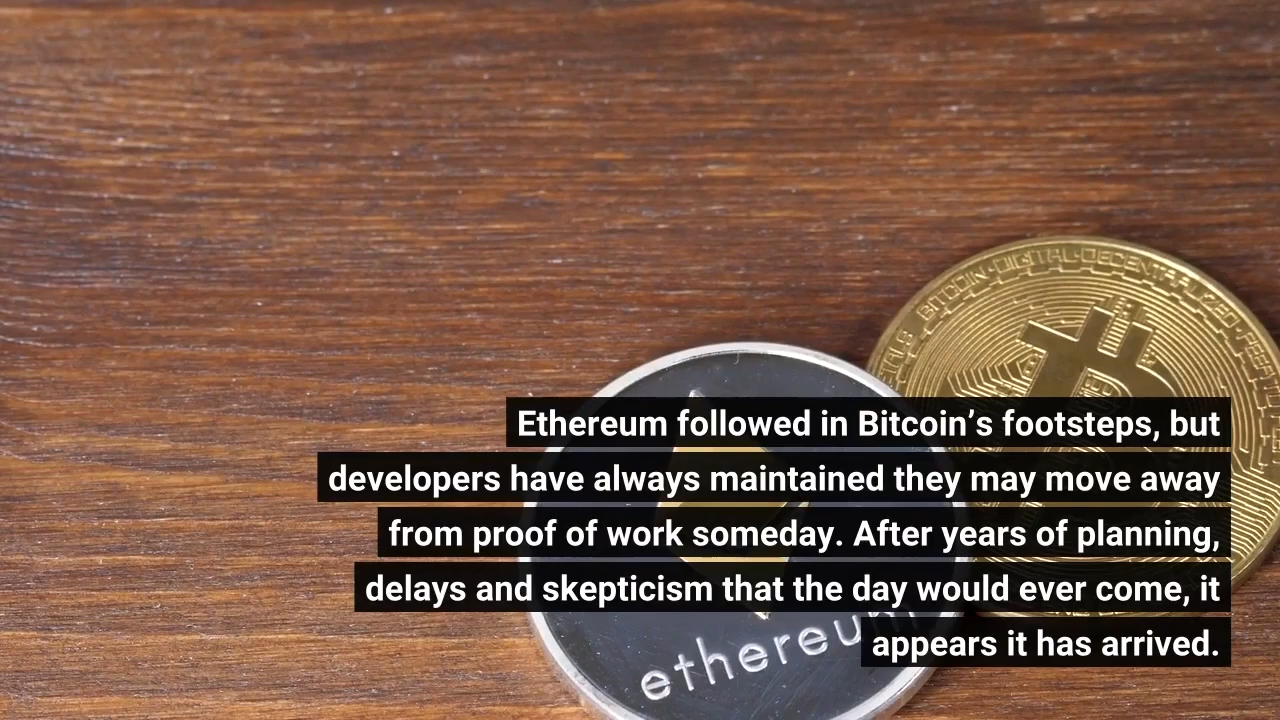 BITCOIN · DIGITAL · DECENTRALIZED
Ethereum followed in Bitcoin’s footsteps, but
developers have always maintained they may move away
from proof of work someday. After years of planning,
delays and skepticism that the day would ever come, it
appears it has arrived.
ethereum